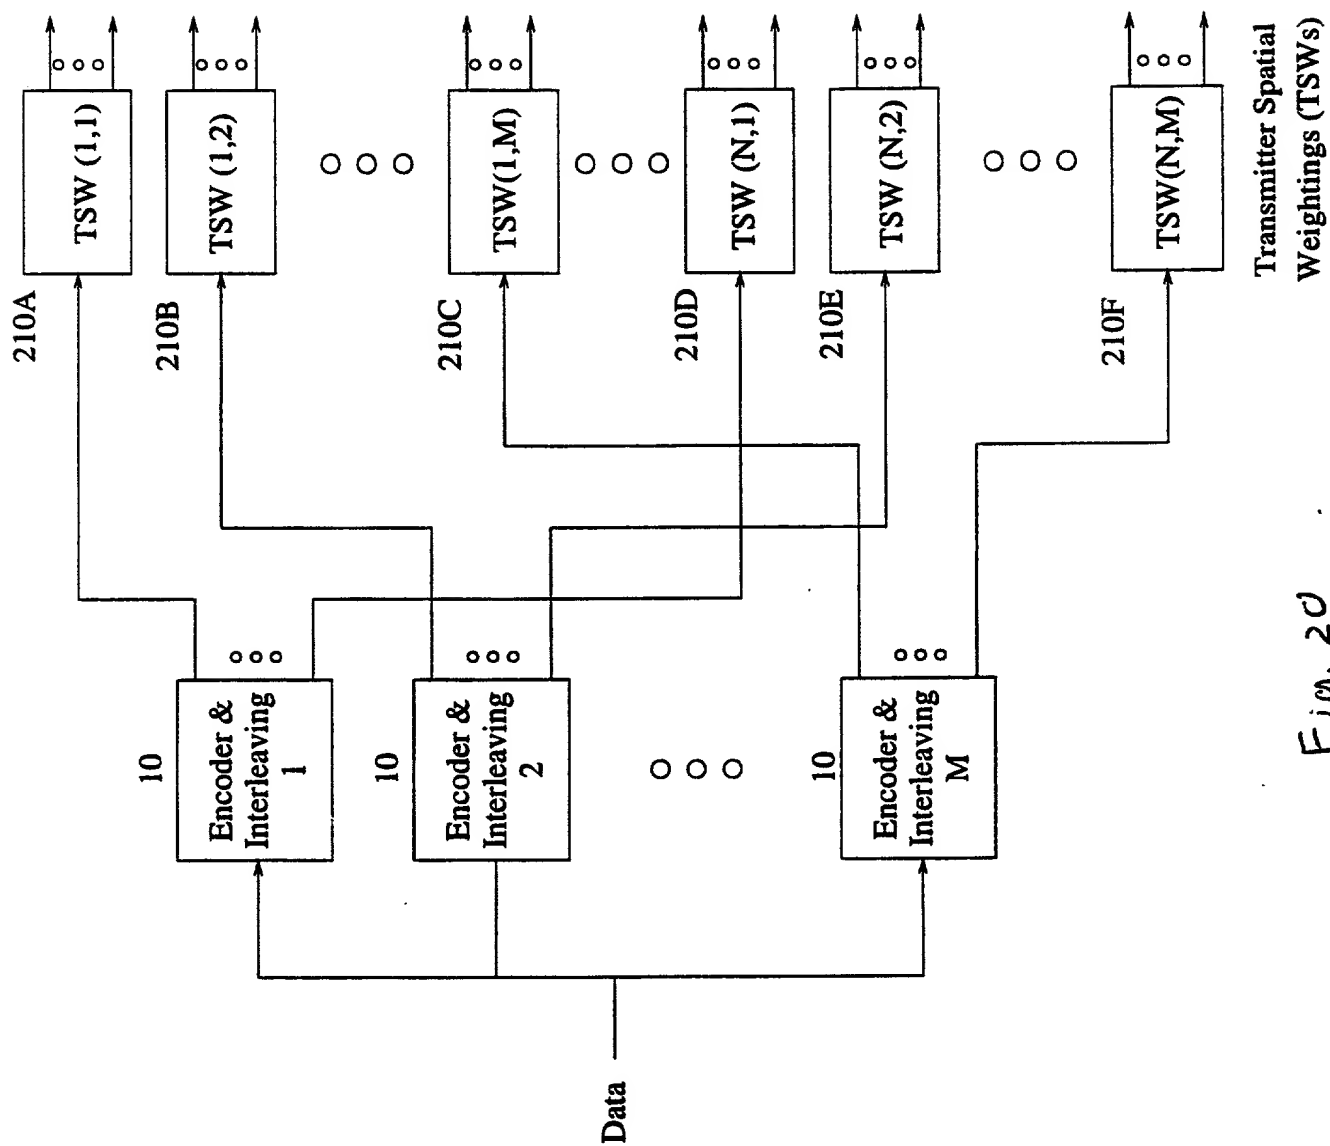 Data
10
Encoder &
Interleaving
1
10
Encoder &
Interleaving
2
10
Encoder &
Interleaving
M
210A
TSW (1,1)
210B
TSW (1,2)
210C
TSW(1,M)
210D
TSW (N,1)
210E
TSW (N,2)
210F
TSW(N,M)
Transmitter Spatial
Weightings (TSWs)
Fig. 20